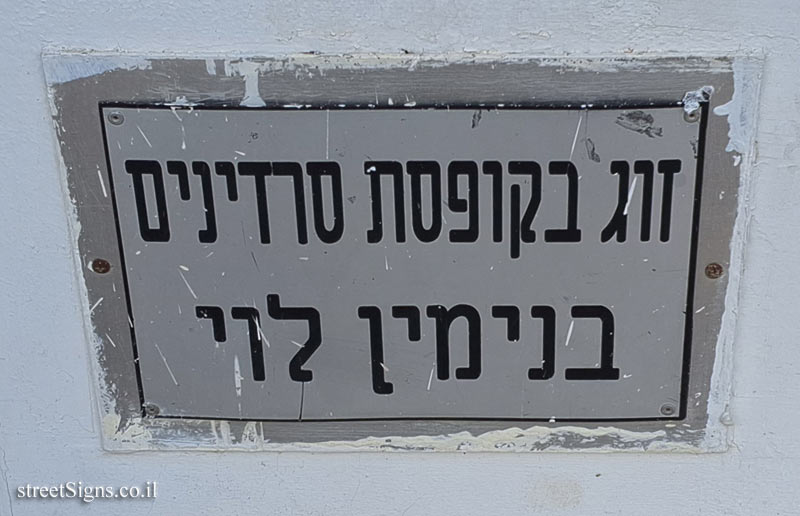 זוג בקופסת סרדינים
בנימין לוי
streetSigns.co.il